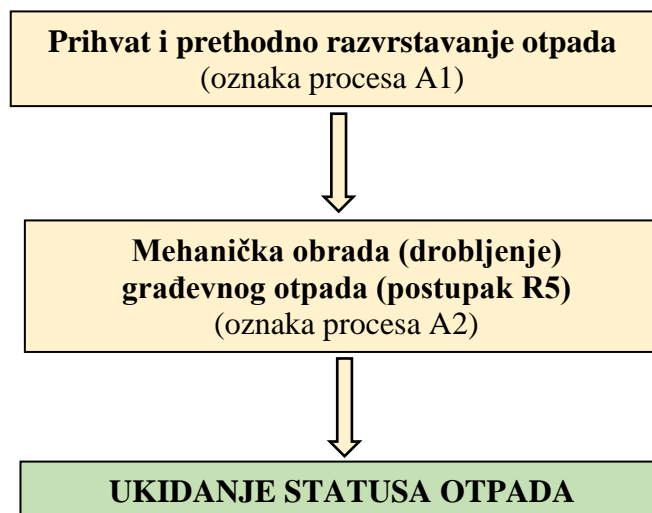 Prihvat i prethodno razvrstavanje otpada
(oznaka procesa A1)
Mehanička obrada (drobljenje)
građevnog otpada (postupak R5)
(oznaka procesa A2)
UKIDANJE STATUSA OTPADA